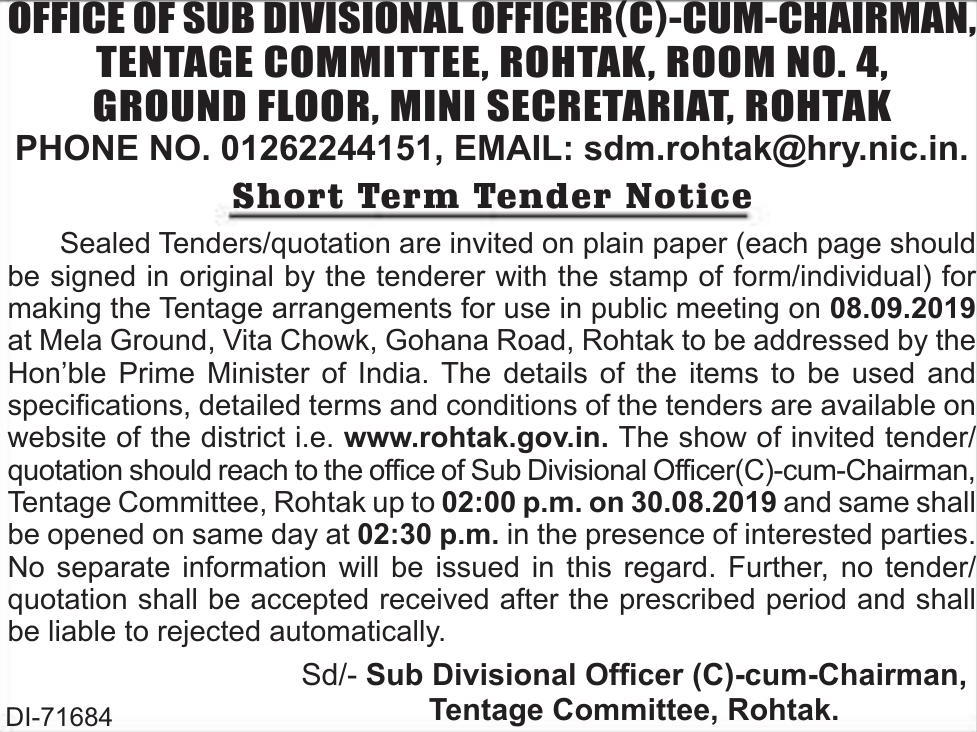 OFFICE OF SUB DIVISIONAL OFFICER(C)-CUM-CHAIRMAN,
TENTAGE COMMITTEE, ROHTAK, ROOM NO. 4,
GROUND FLOOR, MINI SECRETARIAT, ROHTAK
PHONE NO. 01262244151, EMAIL: sdm.rohtak@hry.nic.in.
Short Term Tender Notice
Sealed Tenders/quotation are invited on plain paper (each page should
be signed in original by the tenderer with the stamp of form/individual) for
making the Tentage arrangements for use in public meeting on 08.09.2019
at Mela Ground, Vita Chowk, Gohana Road, Rohtak to be addressed by the
Hon’ble Prime Minister of India. The details of the items to be used and
specifications, detailed terms and conditions of the tenders are available on
website of the district i.e. www.rohtak.gov.in. The show of invited tender/
quotation should reach to the office of Sub Divisional Officer(C)-cum-Chairman,
Tentage Committee, Rohtak up to 02:00 p.m. on 30.08.2019 and same shall
be opened on same day at 02:30 p.m. in the presence of interested parties.
No separate information will be issued in this regard. Further, no tender/
quotation shall be accepted received after the prescribed period and shall
be liable to rejected automatically.
Sd/- Sub Divisional Officer (C)-cum-Chairman,
Tentage Committee, Rohtak.
DI-71684